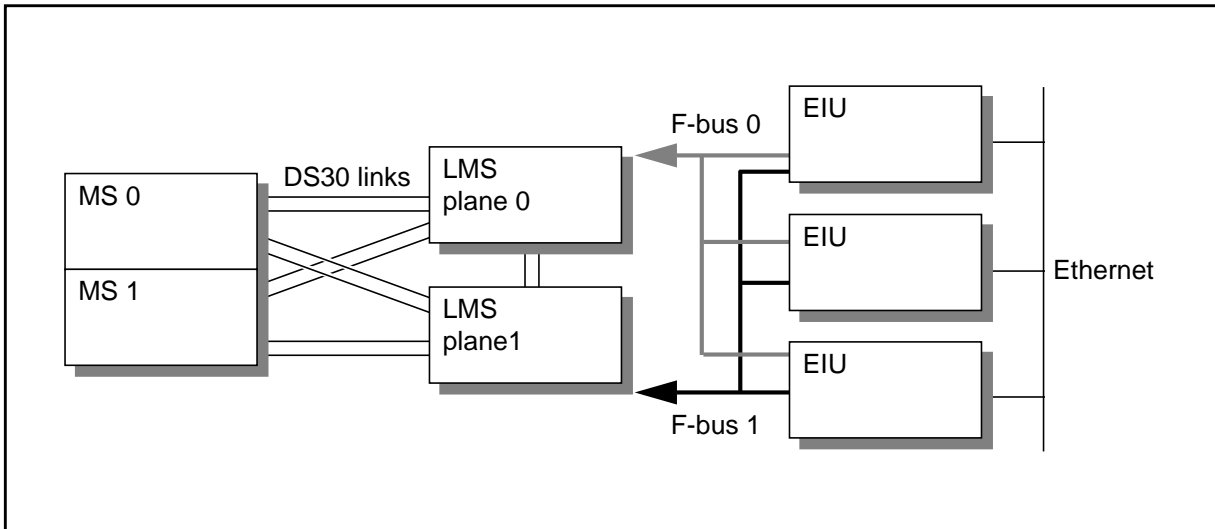 MS 0
MS 1
DS30 links
LMS
plane 0
LMS
plane1
F-bus 0
F-bus 1
EIU
EIU
EIU
Ethernet